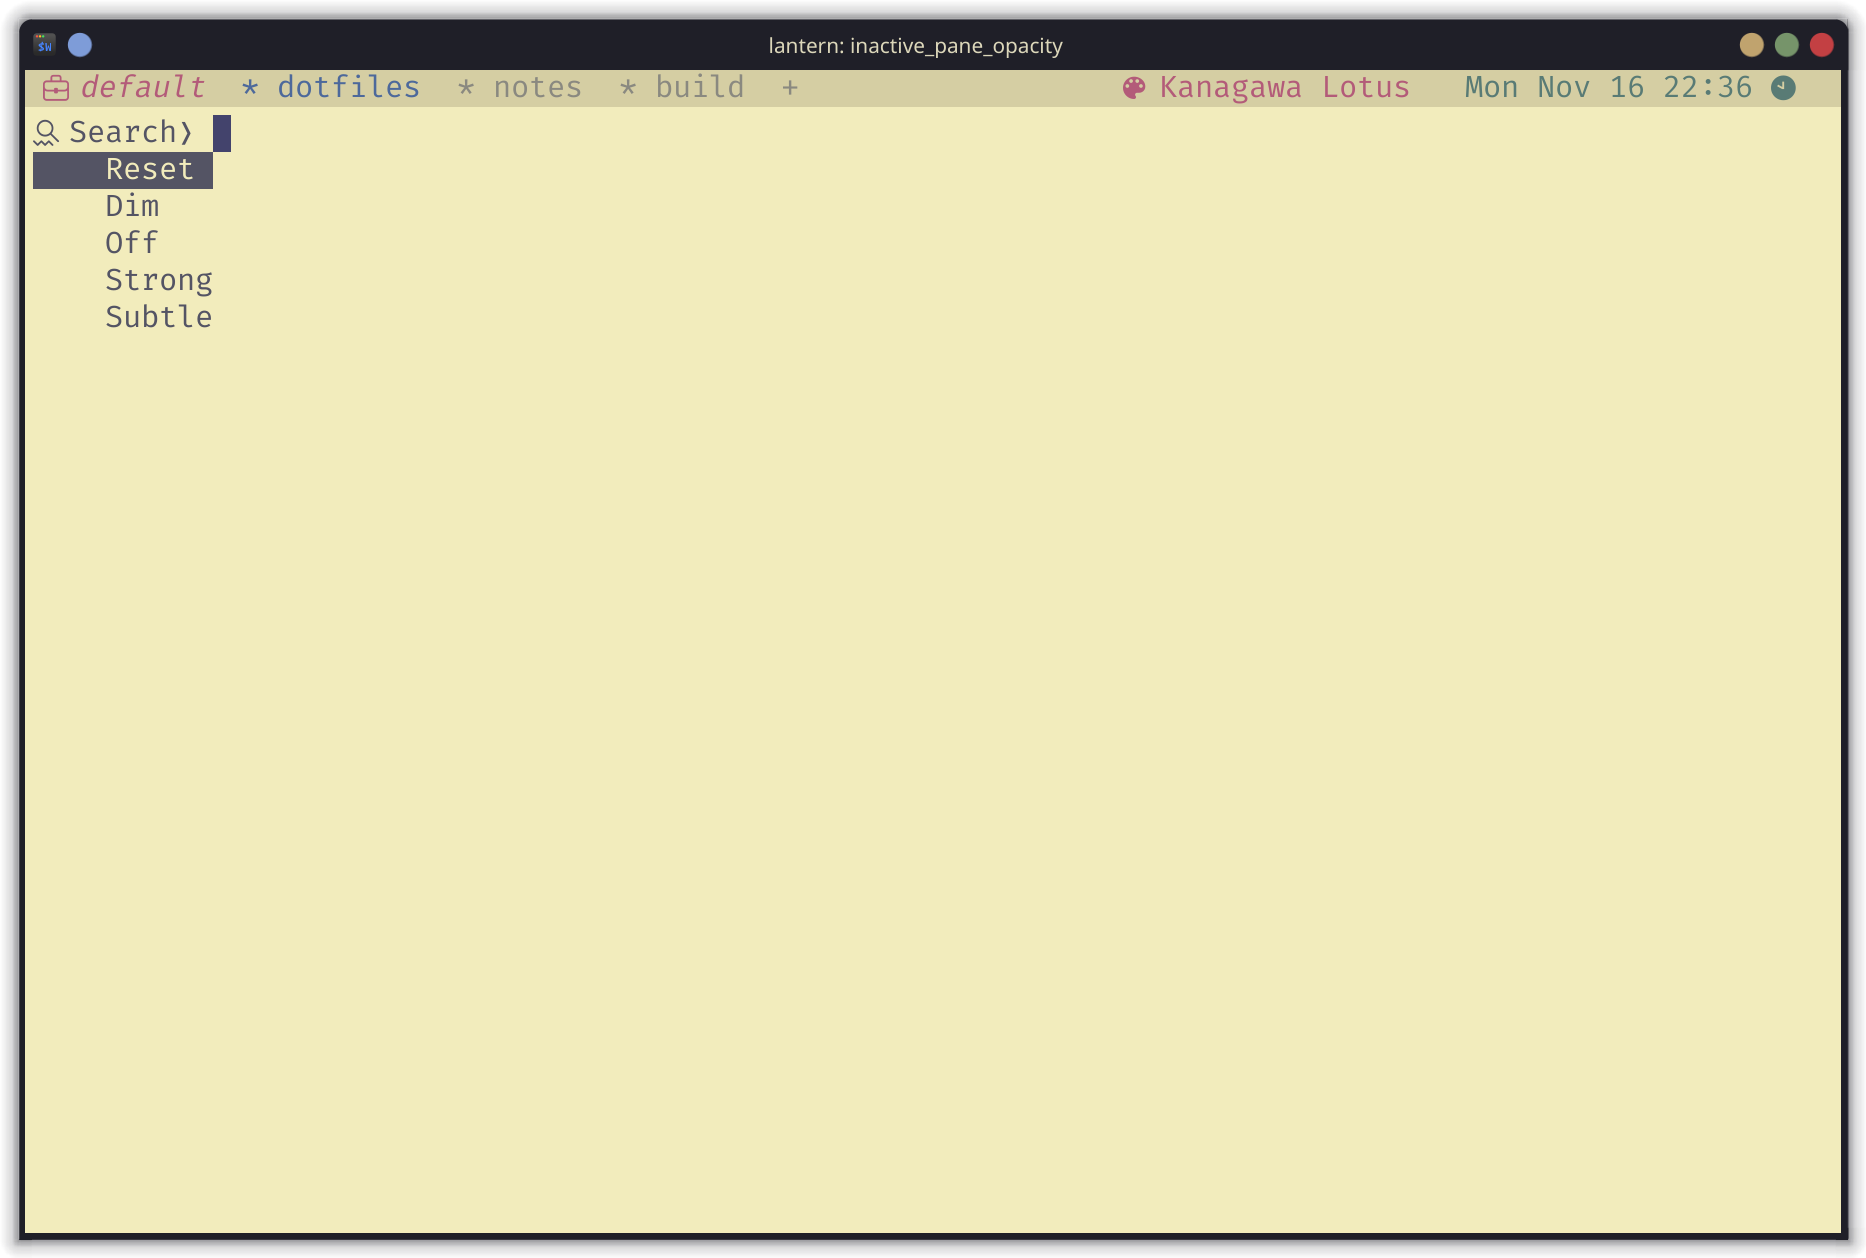 lantern: inactive_pane_opacity
default * dotfiles * notes * build + Kanagawa Lotus Mon Nov 16 22:36
Search⟩
Reset
Dim
Off
Strong
Subtle